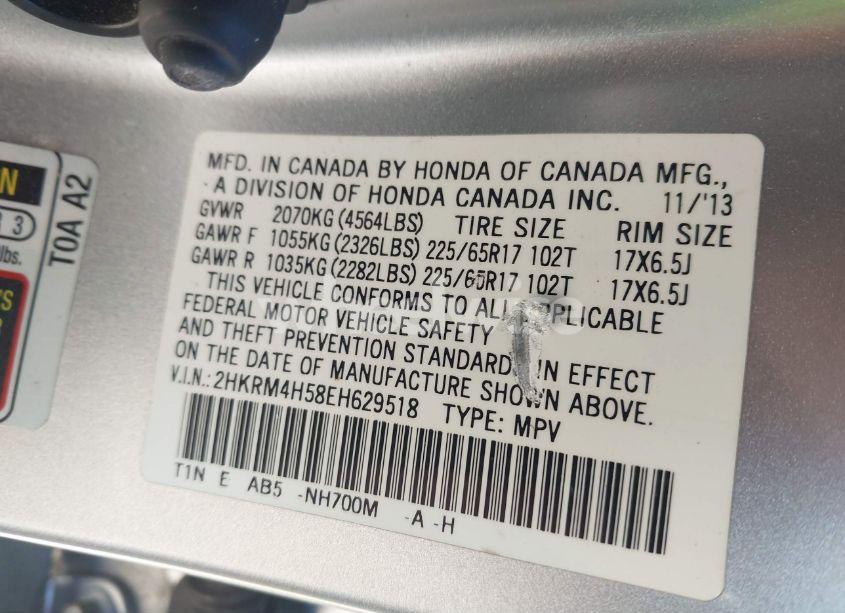 MFD. IN CANADA BY HONDA OF CANADA MFG.,
A DIVISION OF HONDA CANADA INC. 11/'13
GVWR 2070KG (4564LBS) TIRE SIZE RIM SIZE
GAWR F 1055KG (2326LBS) 225/65R17 102T 17X6.5J
GAWR R 1035KG (2282LBS) 225/65R17 102T 17X6.5J
THIS VEHICLE CONFORMS TO ALL APPLICABLE
FEDERAL MOTOR VEHICLE SAFETY
AND THEFT PREVENTION STANDARDS IN EFFECT
ON THE DATE OF MANUFACTURE SHOWN ABOVE.
V.I.N.: 2HKRM4H58EH629518 TYPE: MPV
T1N E AB5 -NH700M -A -H
T0A A2
3
lbs.